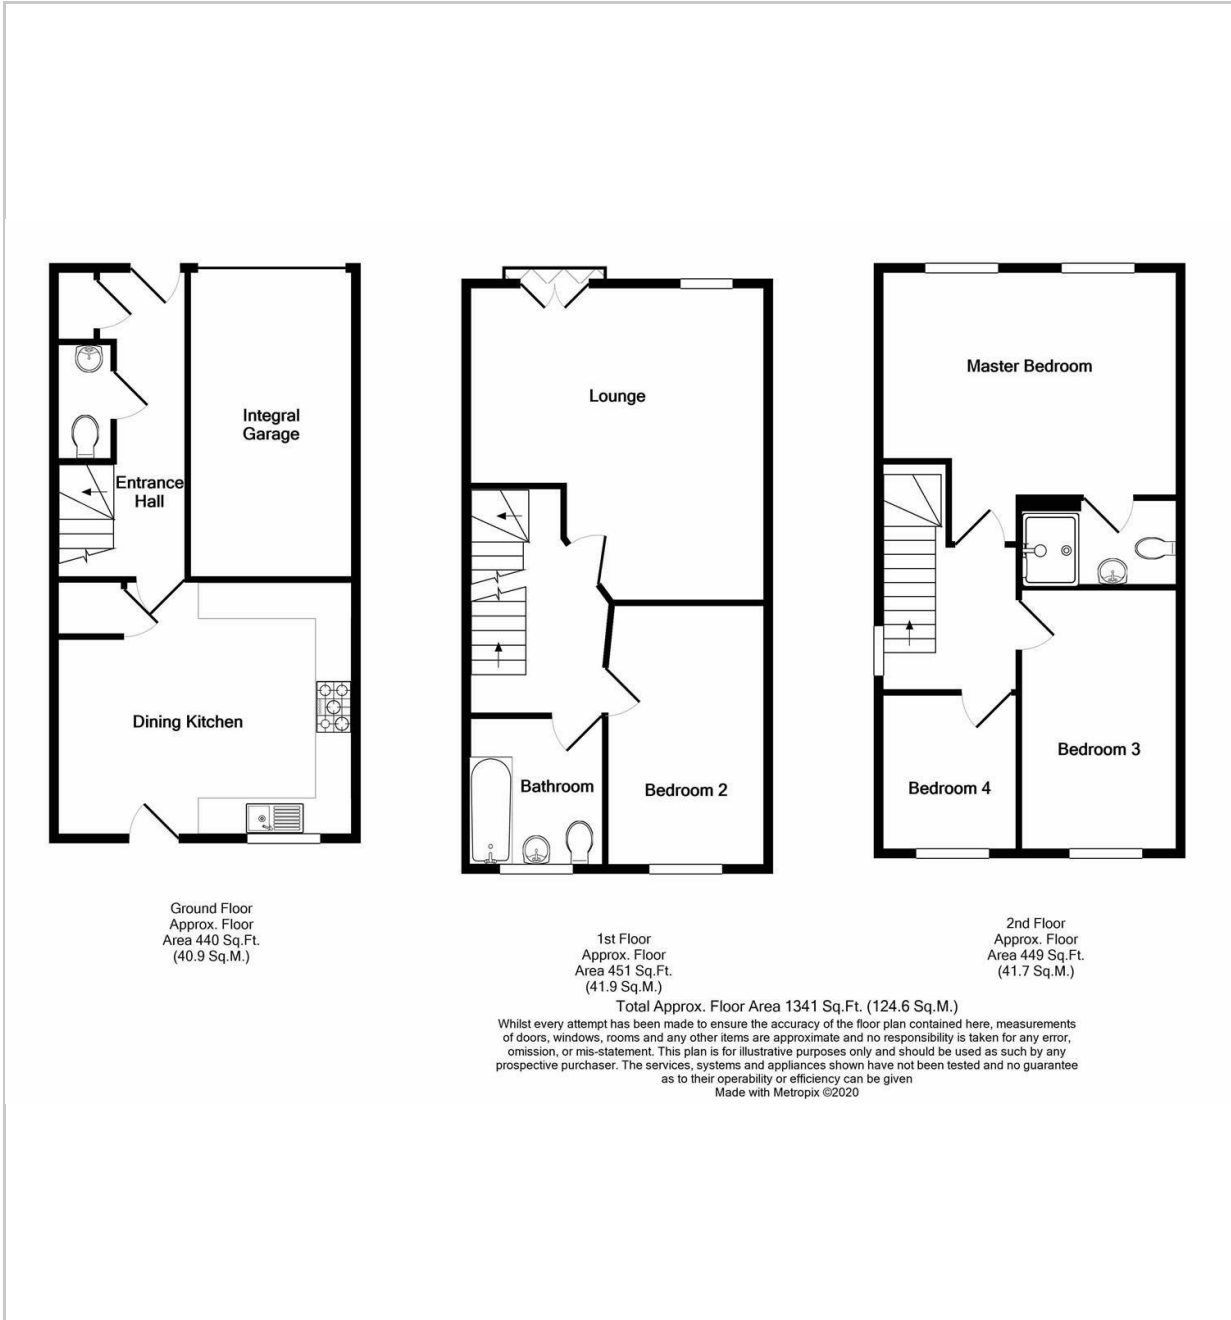 Integral
Garage
Entrance
Hall
Dining Kitchen
Ground Floor
Approx. Floor
Area 440 Sq.Ft.
(40.9 Sq.M.)
Lounge
Bathroom
Bedroom 2
1st Floor
Approx. Floor
Area 451 Sq.Ft.
(41.9 Sq.M.)
Master Bedroom
Bedroom 3
Bedroom 4
2nd Floor
Approx. Floor
Area 449 Sq.Ft.
(41.7 Sq.M.)
Total Approx. Floor Area 1341 Sq.Ft. (124.6 Sq.M.)
Whilst every attempt has been made to ensure the accuracy of the floor plan contained here, measurements
of doors, windows, rooms and any other items are approximate and no responsibility is taken for any error,
omission, or mis-statement. This plan is for illustrative purposes only and should be used as such by any
prospective purchaser. The services, systems and appliances shown have not been tested and no guarantee
as to their operability or efficiency can be given
Made with Metropix ©2020